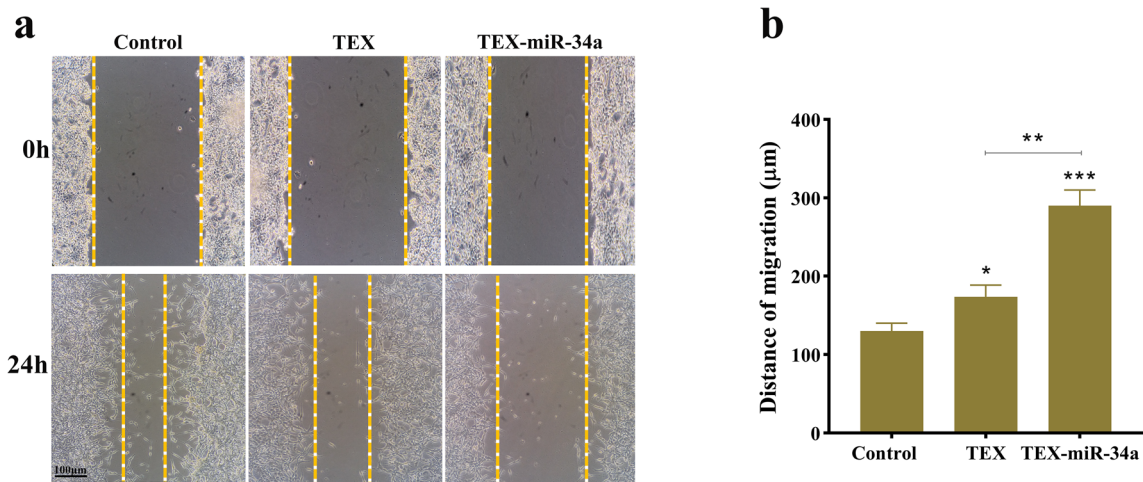 a
Control
TEX
TEX-miR-34a
0h
24h
100μm
b
Distance of migration (μm)
400
300
200
100
0
**
***
*
Control
TEX
TEX-miR-34a